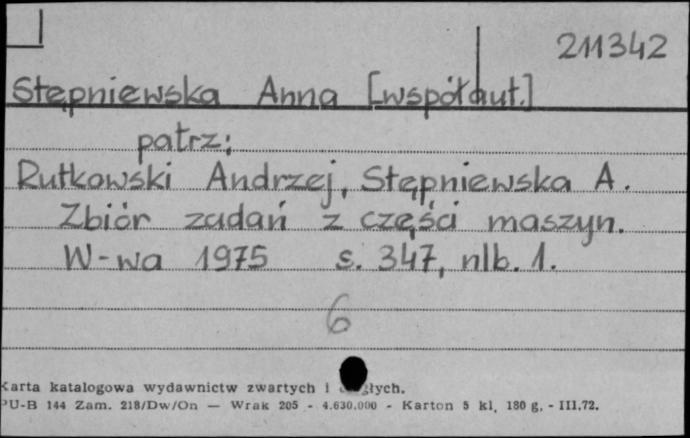 211342
Stępniewska Anna [współaut.]
patrz:
Rutkowski Andrzej, Stępniewska A.
Zbiór zadań z części maszyn.
W-wa 1975 s. 347, nlb. 1.
6
Karta katalogowa wydawnictw zwartych i
PU-B 144 Zam. 218/Dw/On — Wrak 205 - 4.630.000 - Karton 5 kl, 180 g. - III.72.